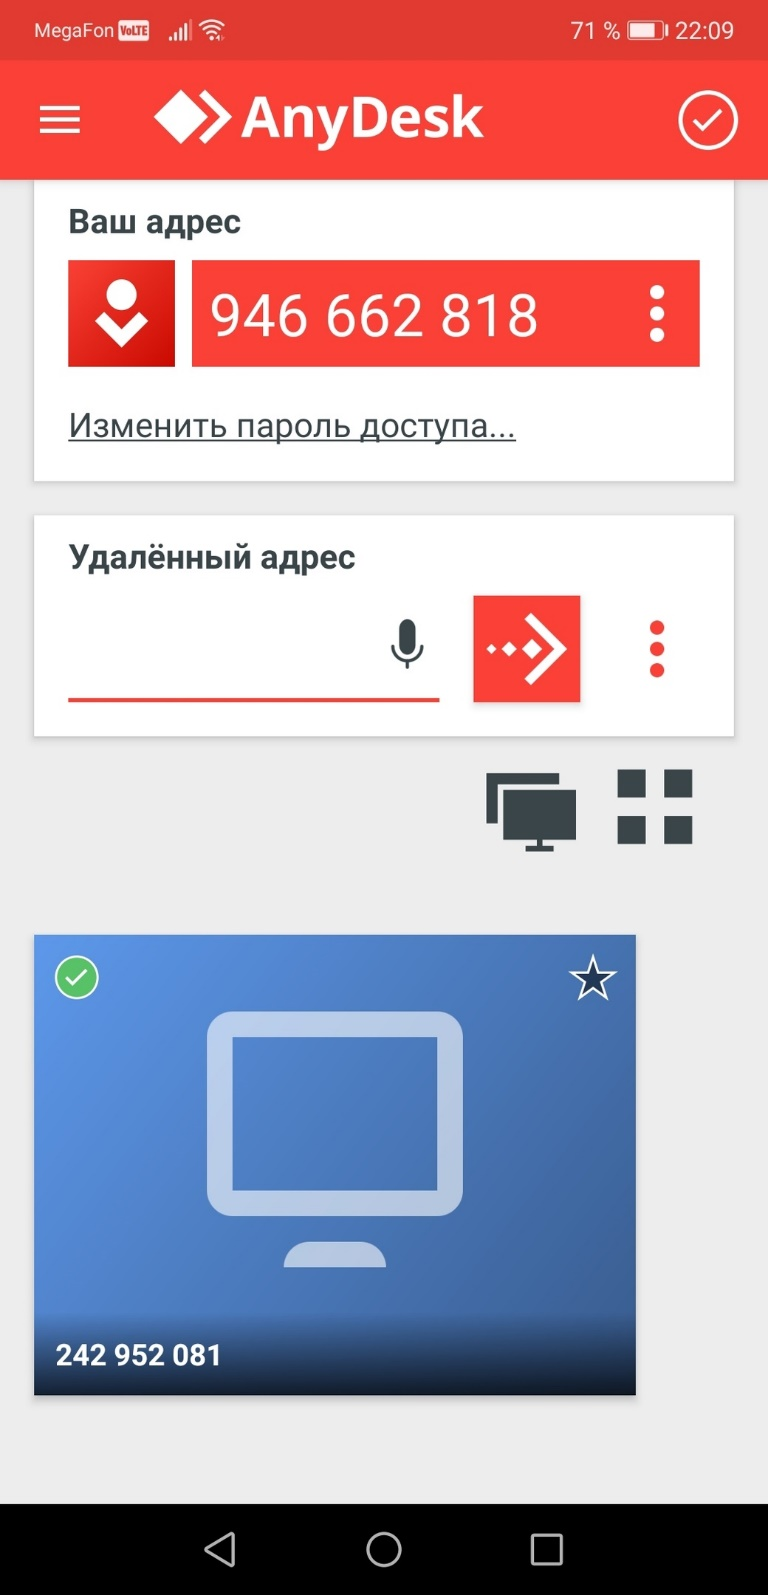 MegaFon VoLTE 71 % 22:09
AnyDesk
Ваш адрес
946 662 818
Изменить пароль доступа...
Удалённый адрес
242 952 081